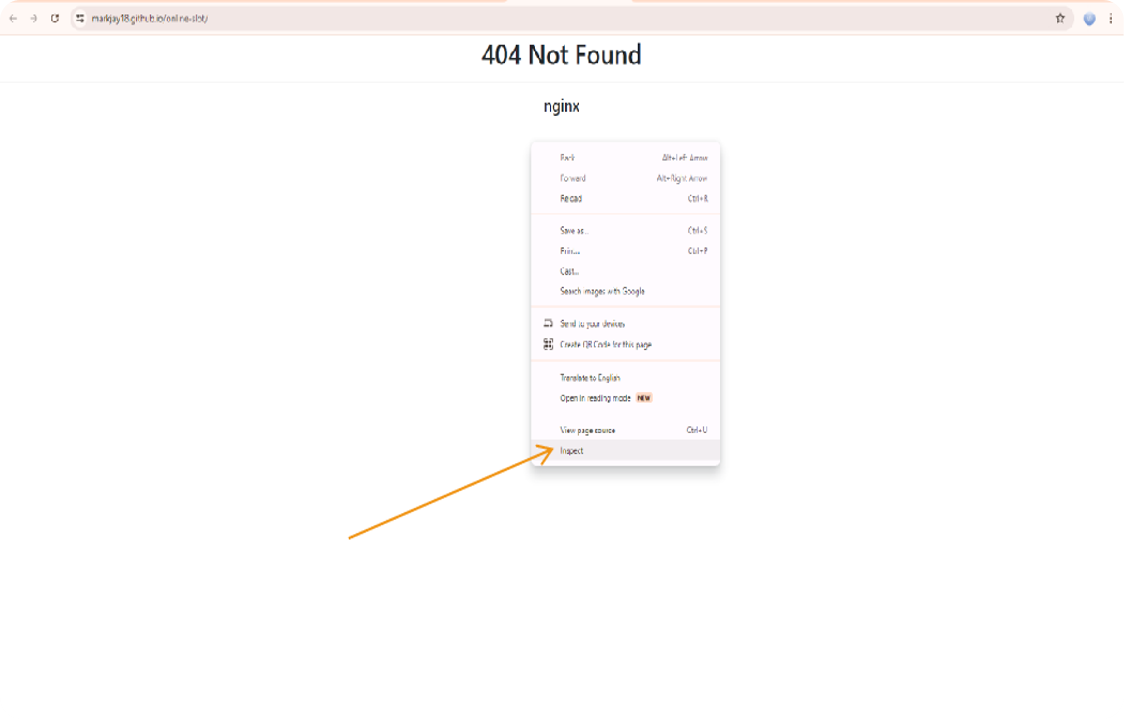 markjay18.github.io/online-slot/
404 Not Found
nginx
Back Alt+Left Arrow
Forward Alt+Right Arrow
Reload Ctrl+R
Save as... Ctrl+S
Print... Ctrl+P
Cast...
Search images with Google
Send to your devices
Create QR Code for this page
Translate to English
Open in reading mode NEW
View page source Ctrl+U
Inspect